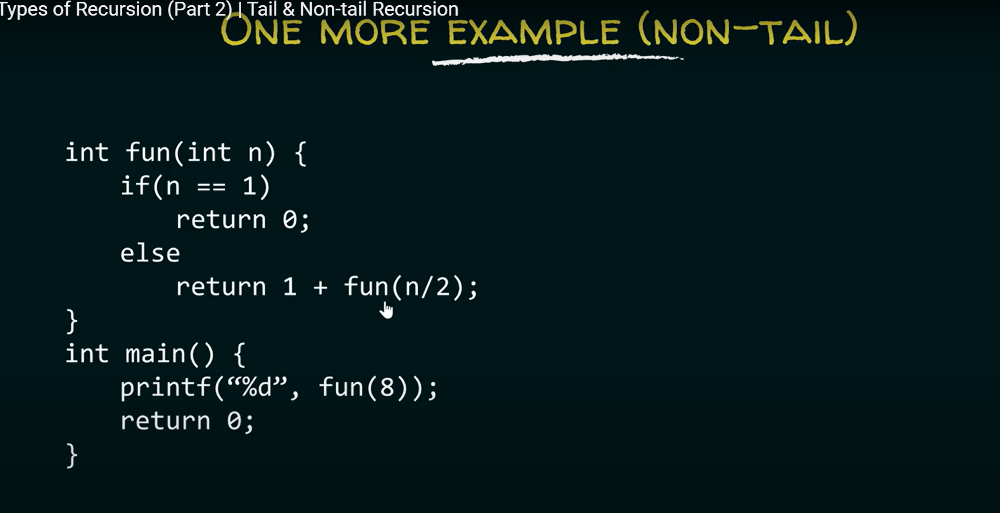 Types of Recursion (Part 2) | Tail & Non-tail Recursion
ONE MORE EXAMPLE (NON-TAIL)
int fun(int n) {
    if(n == 1)
        return 0;
    else
        return 1 + fun(n/2);
}
int main() {
    printf(“%d”, fun(8));
    return 0;
}